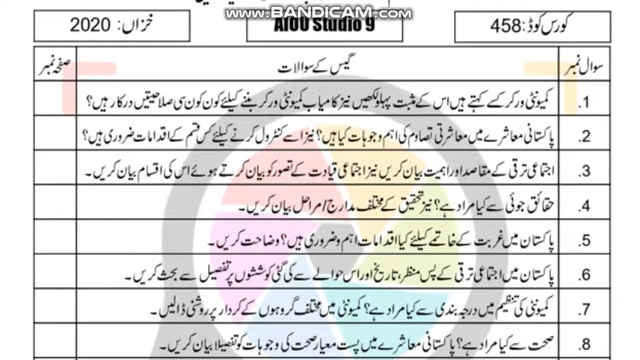 WWW.BANDICAM.COM
کورس کوڈ: 458
AIOU Studio 9
خزاں: 2020
سوال نمبر
گیس کے سوالات
صفحہ نمبر
1. کمیونٹی ورکر کسے کہتے ہیں اس کے مثبت پہلو لکھیں نیز کامیاب کمیونٹی ورکر بننے کیلئے کون کون سی صلاحیتیں درکار ہیں؟
2. پاکستانی معاشرے میں معاشرتی تصادم کی اہم وجوہات کیا ہیں؟ نیز اسے کنٹرول کرنے کیلئے کس قسم کے اقدامات ضروری ہیں؟
3. اجتماعی ترقی کے مقاصد اور اہمیت بیان کریں نیز اجتماعی قیادت کے تصور کو بیان کرتے ہوئے اس کی اقسام بیان کریں۔
4. حقائق جوئی سے کیا مراد ہے؟ نیز تحقیق کے مختلف مدارج/مراحل بیان کریں۔
5. پاکستان میں غربت کے خاتمے کیلئے کیا اقدامات اہم و ضروری ہیں؟ وضاحت کریں۔
6. پاکستان میں اجتماعی ترقی کے پس منظر، تاریخ اور اس حوالے سے کی گئی کوششوں پر تفصیل سے بحث کریں۔
7. کمیونٹی کی تنظیم میں درجہ بندی سے کیا مراد ہے؟ کمیونٹی میں مختلف گروہوں کے کردار پر روشنی ڈالیں۔
8. صحت سے کیا مراد ہے؟ پاکستانی معاشرے میں پست معیار صحت کی وجوہات کو تفصیلاً بیان کریں۔